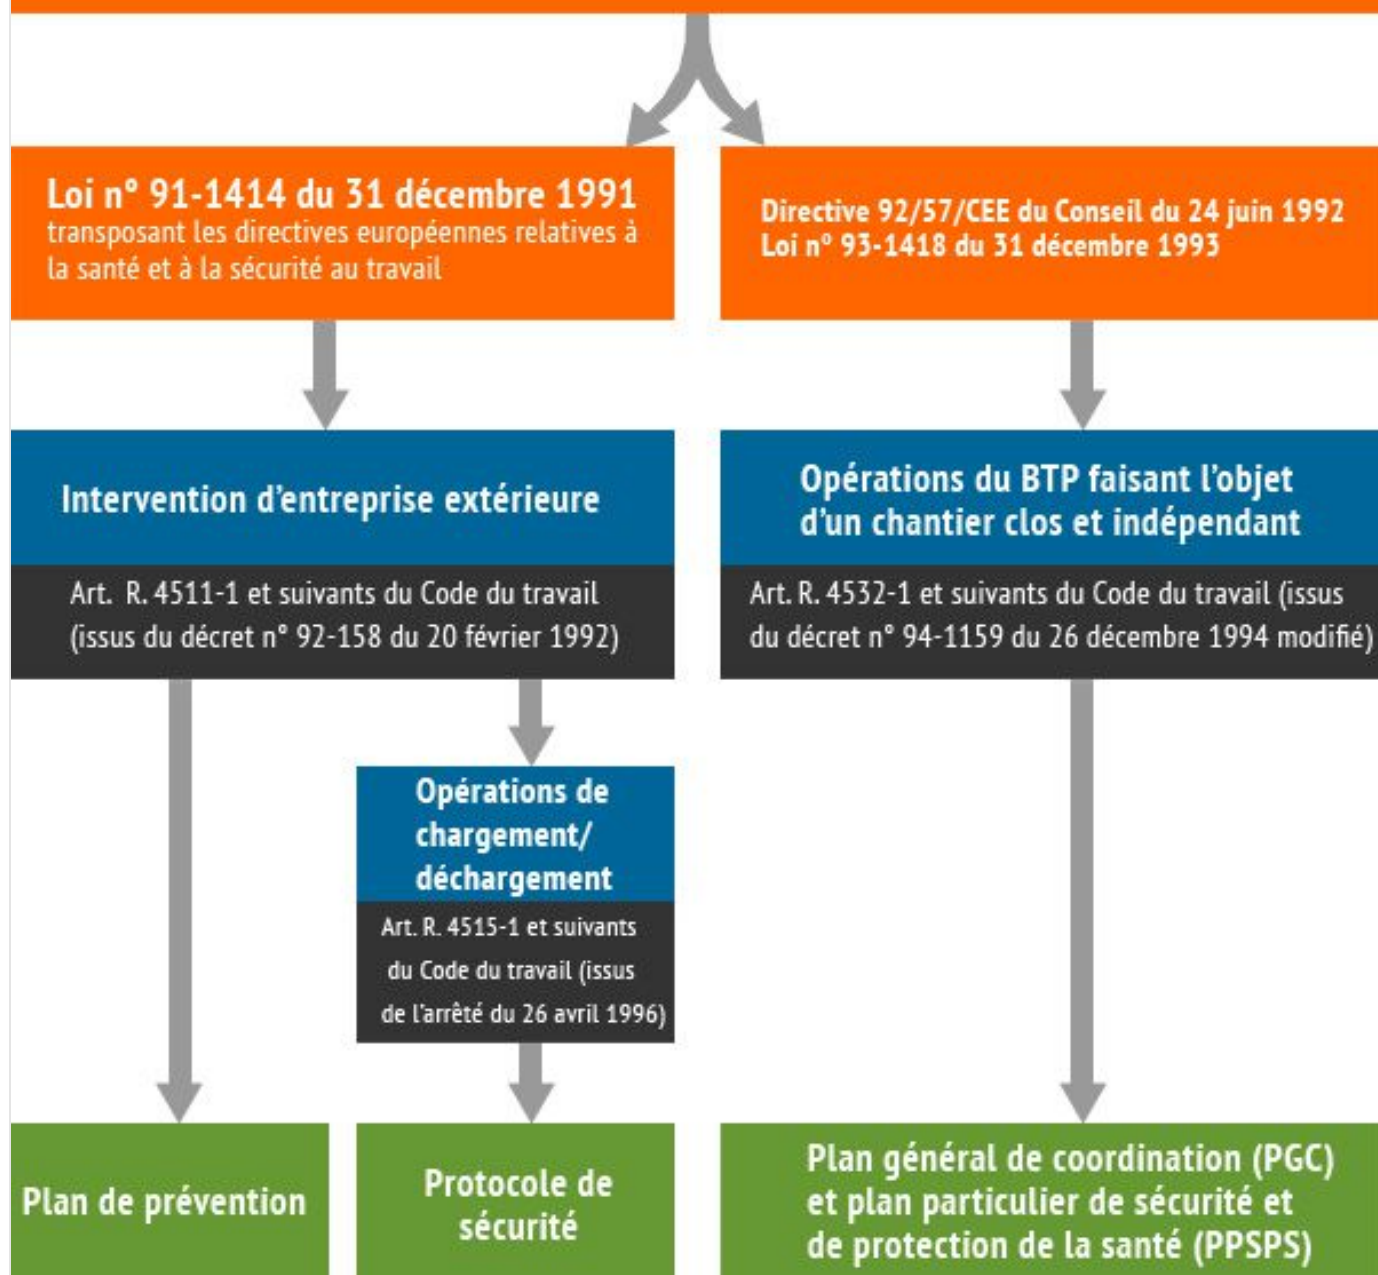 Loi n° 91-1414 du 31 décembre 1991
transposant les directives européennes relatives à
la santé et à la sécurité au travail
Directive 92/57/CEE du Conseil du 24 juin 1992
Loi n° 93-1418 du 31 décembre 1993
Intervention d'entreprise extérieure
Art. R. 4511-1 et suivants du Code du travail
(issus du décret n° 92-158 du 20 février 1992)
Opérations du BTP faisant l'objet
d'un chantier clos et indépendant
Art. R. 4532-1 et suivants du Code du travail (issus
du décret n° 94-1159 du 26 décembre 1994 modifié)
Opérations de
chargement/
déchargement
Art. R. 4515-1 et suivants
du Code du travail (issus
de l'arrêté du 26 avril 1996)
Plan de prévention
Protocole de
sécurité
Plan général de coordination (PGC)
et plan particulier de sécurité et
de protection de la santé (PPSPS)